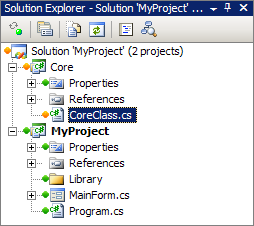 Solution Explorer - Solution 'MyProject' ...
Solution 'MyProject' (2 projects)
Core
Properties
References
CoreClass.cs
MyProject
Properties
References
Library
MainForm.cs
Program.cs